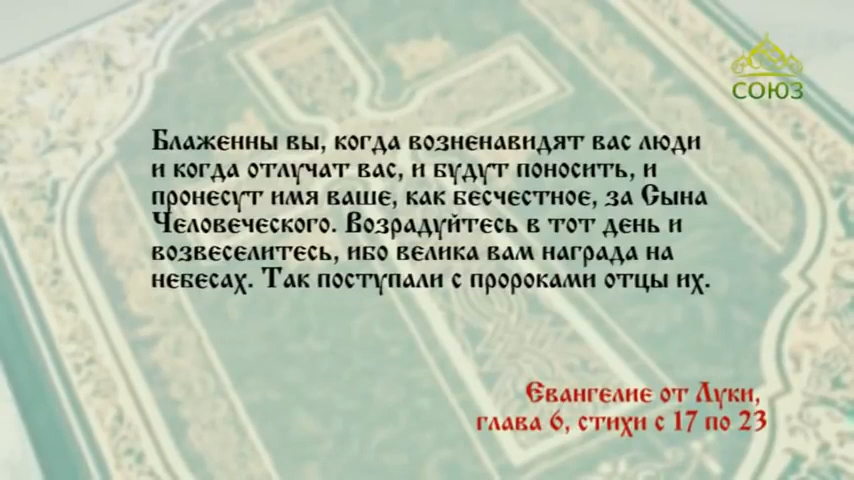 СОЮЗ
Блаженны вы, когда возненавидят вас люди
и когда отлучат вас, и будут поносить, и
пронесут имя ваше, как бесчестное, за Сына
Человеческого. Возрадуйтесь в тот день и
возвеселитесь, ибо велика вам награда на
небесах. Так поступали с пророками отцы их.
Евангелие от Луки,
глава 6, стихи с 17 по 23